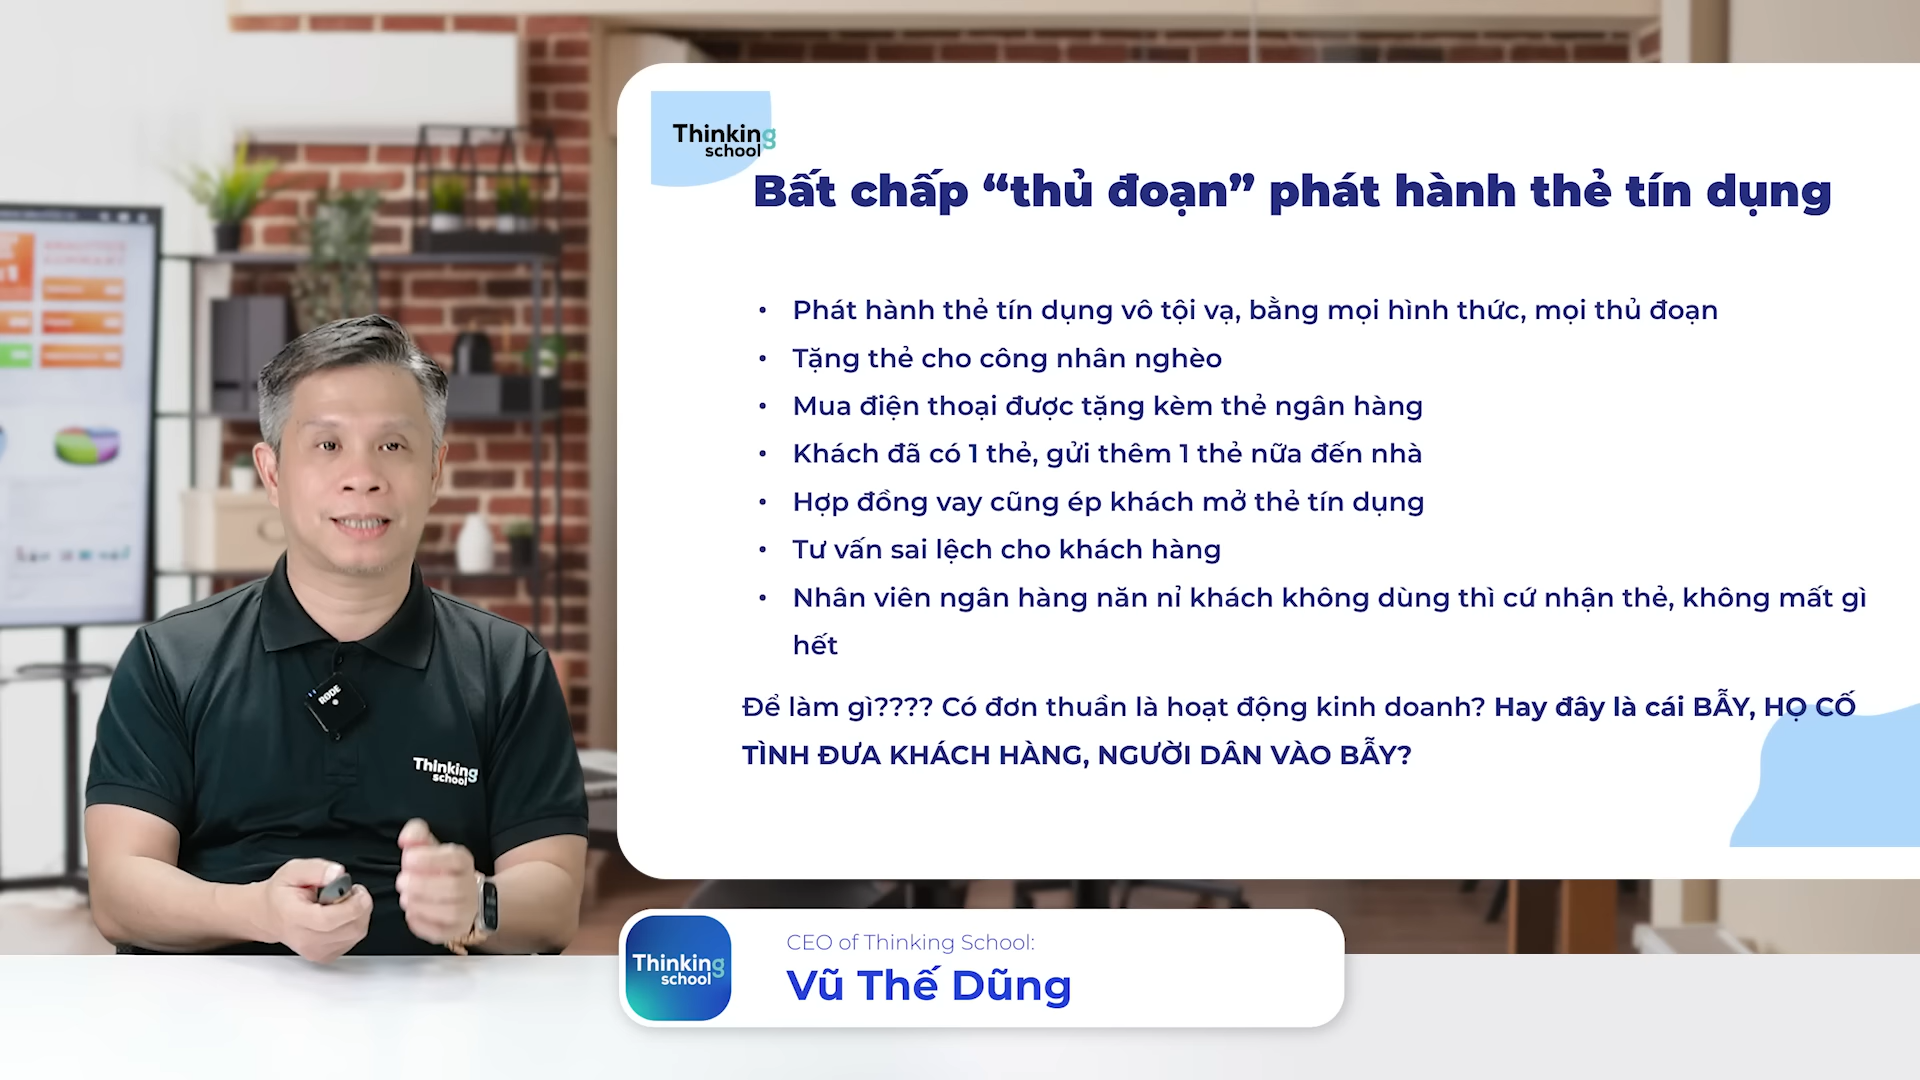 Thinking
school
Bất chấp “thủ đoạn” phát hành thẻ tín dụng
• Phát hành thẻ tín dụng vô tội vạ, bằng mọi hình thức, mọi thủ đoạn
• Tặng thẻ cho công nhân nghèo
• Mua điện thoại được tặng kèm thẻ ngân hàng
• Khách đã có 1 thẻ, gửi thêm 1 thẻ nữa đến nhà
• Hợp đồng vay cũng ép khách mở thẻ tín dụng
• Tư vấn sai lệch cho khách hàng
• Nhân viên ngân hàng năn nỉ khách không dùng thì cứ nhận thẻ, không mất gì
hết
Để làm gì???? Có đơn thuần là hoạt động kinh doanh? Hay đây là cái BẪY, HỌ CỐ
TÌNH ĐƯA KHÁCH HÀNG, NGƯỜI DÂN VÀO BẪY?
RODE
Thinking
school
Thinking
school
CEO of Thinking School:
Vũ Thế Dũng